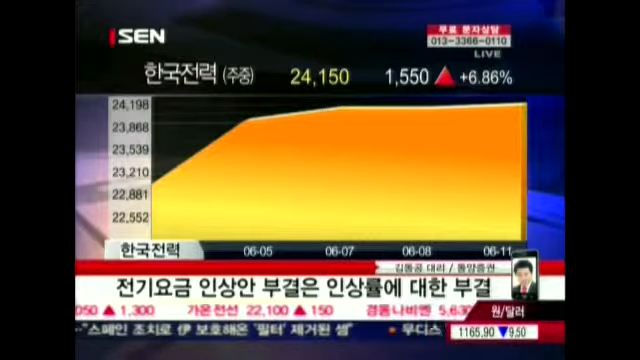 SEN
무료 문자상담
013-3366-0110
LIVE
한국전력 (주중) 24,150 1,550 ▲ +6.86%
24,198
23,868
23,539
23,210
22,881
22,552
한국전력 06-05 06-07 06-08 06-11
김동공 대리 / 동양증권
전기요금 인상안 부결은 인상률에 대한 부결
050 ▲ 1,300 가온전선 22,100 ▲ 150 경동나비엔 5,630 원/달러
"스페인 조치로 伊 보호해온 '필터' 제거된 셈" 무디스 1165.90 ▼ 9.50